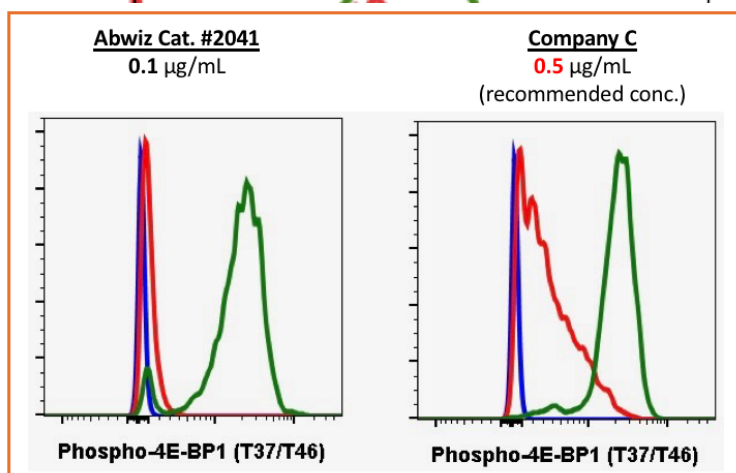 Abwiz Cat. #2041
0.1 µg/mL
Company C
0.5 µg/mL
(recommended conc.)
Phospho-4E-BP1 (T37/T46)
Phospho-4E-BP1 (T37/T46)